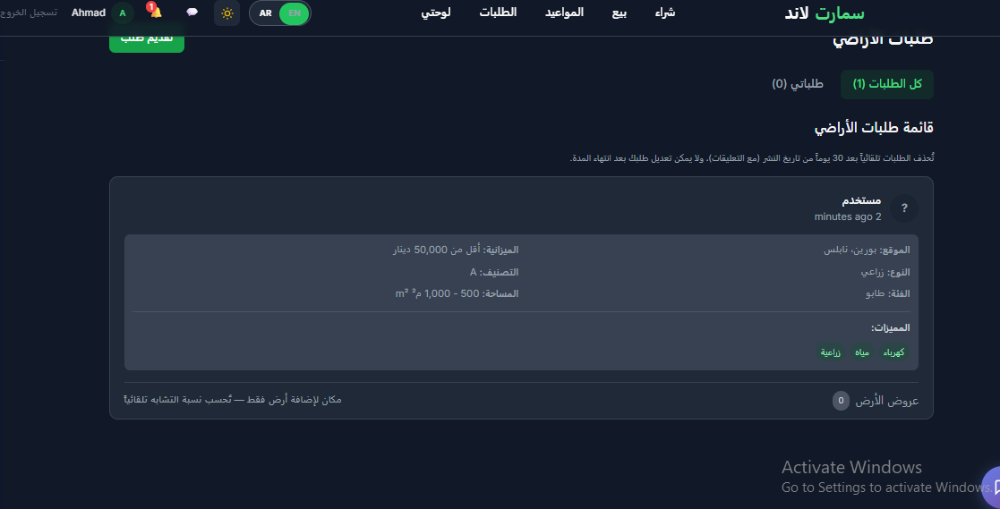 سمارت لاند
شراء
بيع
المواعيد
الطلبات
لوحتي
AR EN
1
A
Ahmad
تسجيل الخروج
طلبات الأراضي
تقديم طلب
كل الطلبات (1)
طلباتي (0)
قائمة طلبات الأراضي
تُحذف الطلبات تلقائياً بعد 30 يوماً من تاريخ النشر (مع التعليقات)، ولا يمكن تعديل طلبك بعد انتهاء المدة.
?
مستخدم
2 minutes ago
الموقع: بورين، نابلس
الميزانية: أقل من 50,000 دينار
النوع: زراعي
التصنيف: A
الفئة: طابو
المساحة: 500 - 1,000 م² m²
المميزات:
كهرباء
مياه
زراعية
عروض الأرض 0
مكان لإضافة أرض فقط — تُحسب نسبة التشابه تلقائياً
Activate Windows
Go to Settings to activate Windows.